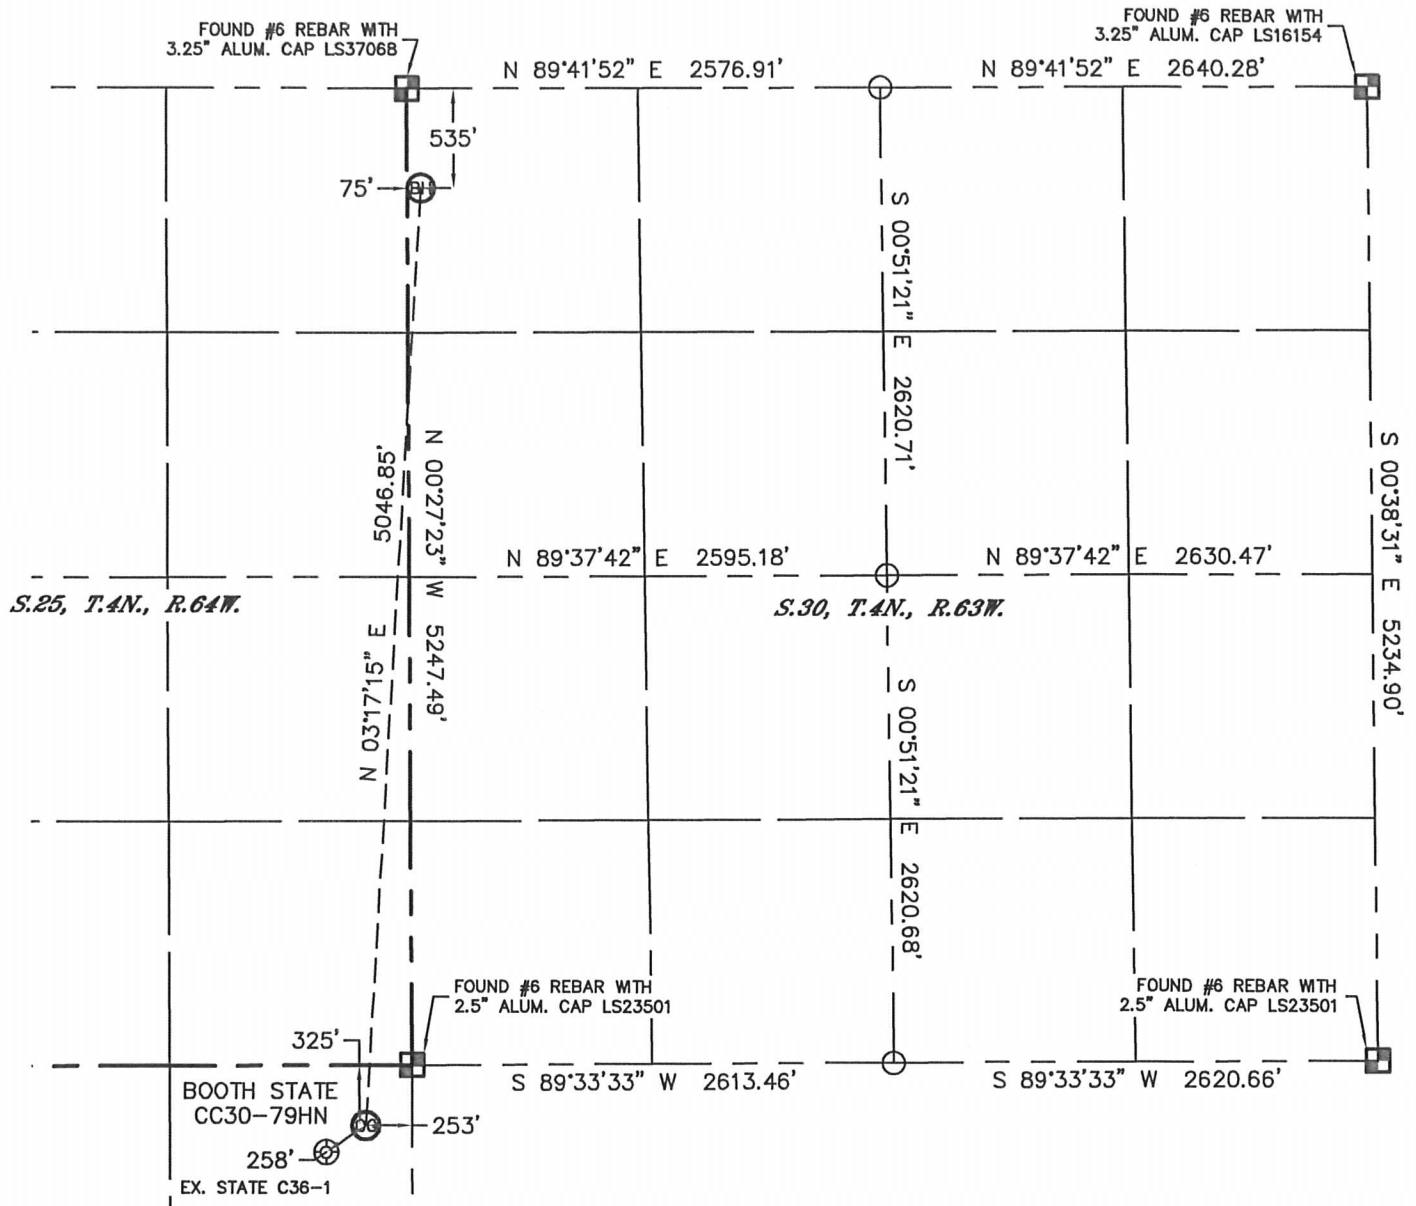 FOUND #6 REBAR WITH
3.25" ALUM. CAP LS37068
FOUND #6 REBAR WITH
3.25" ALUM. CAP LS16154
N 89°41'52" E 2576.91'
N 89°41'52" E 2640.28'
535'
75'
BH
S 00°51'21" E 2620.71'
5046.85'
N 00°27'23" W 5247.49'
S 00°38'31" E 5234.90'
N 89°37'42" E 2595.18'
N 89°37'42" E 2630.47'
S.25, T.4N., R.64W.
S.30, T.4N., R.63W.
N 03°17'15" E
S 00°51'21" E 2620.68'
FOUND #6 REBAR WITH
2.5" ALUM. CAP LS23501
FOUND #6 REBAR WITH
2.5" ALUM. CAP LS23501
325'
S 89°33'33" W 2613.46'
S 89°33'33" W 2620.66'
BOOTH STATE
CC30-79HN
253'
258'
EX. STATE C36-1